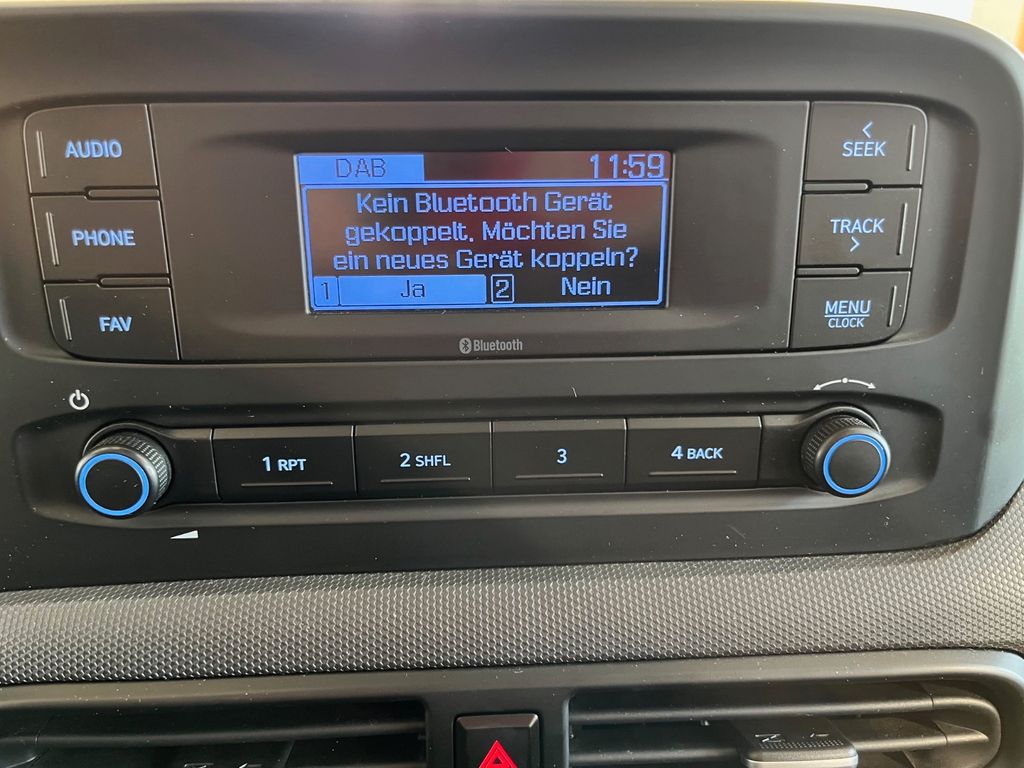 AUDIO
PHONE
FAV
DAB 11:59
Kein Bluetooth Gerät
gekoppelt. Möchten Sie
ein neues Gerät koppeln?
1 Ja 2 Nein
Bluetooth
< SEEK
TRACK >
MENU
CLOCK
1 RPT 2 SHFL 3 4 BACK